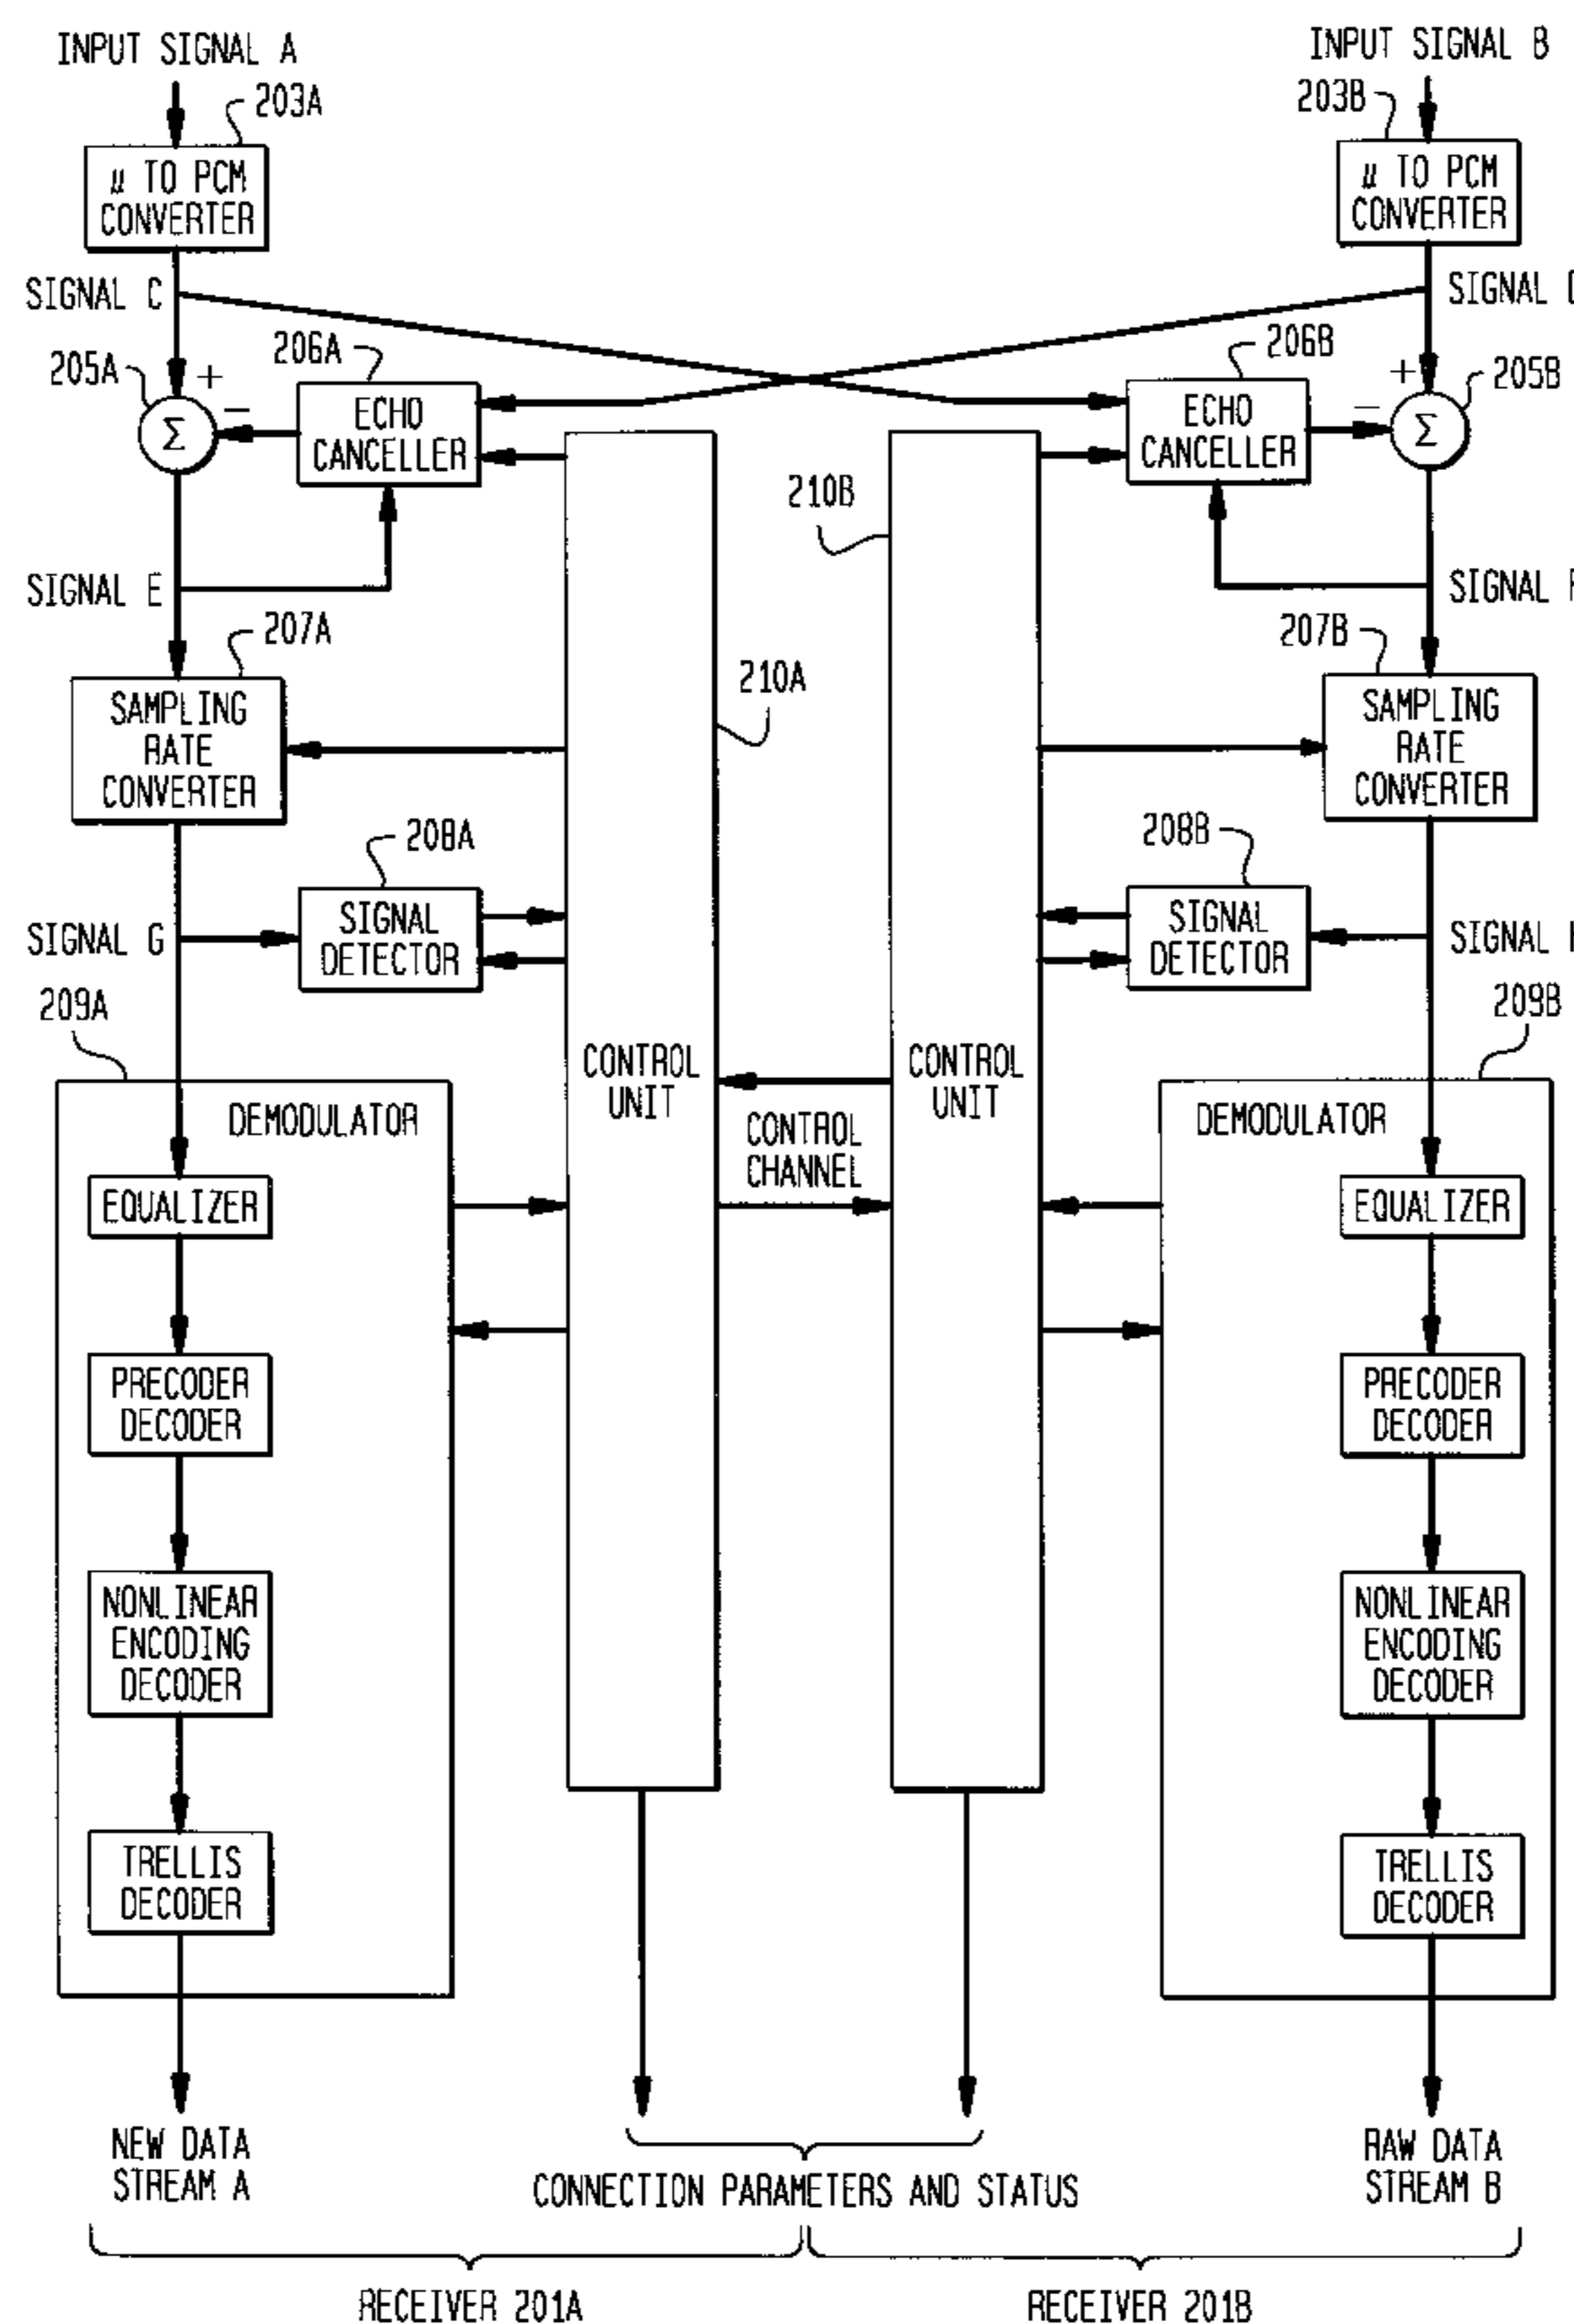 INPUT SIGNAL A
INPUT SIGNAL B
203A
203B
μ TO PCM
CONVERTER
μ TO PCM
CONVERTER
SIGNAL C
SIGNAL
205A
+
−
206A
ECHO
CANCELLER
206B
ECHO
CANCELLER
+
−
205B
Σ
Σ
210B
SIGNAL E
SIGNAL
207A
SAMPLING
RATE
CONVERTER
210A
207B
SAMPLING
RATE
CONVERTER
208A
SIGNAL
DETECTOR
208B
SIGNAL
DETECTOR
SIGNAL G
SIGNAL
209A
209B
CONTROL
UNIT
CONTROL
UNIT
DEMODULATOR
DEMODULATOR
CONTROL
CHANNEL
EQUALIZER
EQUALIZER
PRECODER
DECODER
PRECODER
DECODER
NONLINEAR
ENCODING
DECODER
NONLINEAR
ENCODING
DECODER
TRELLIS
DECODER
TRELLIS
DECODER
NEW DATA
STREAM A
RAW DATA
STREAM B
CONNECTION PARAMETERS AND STATUS
RECEIVER 201A
RECEIVER 201B